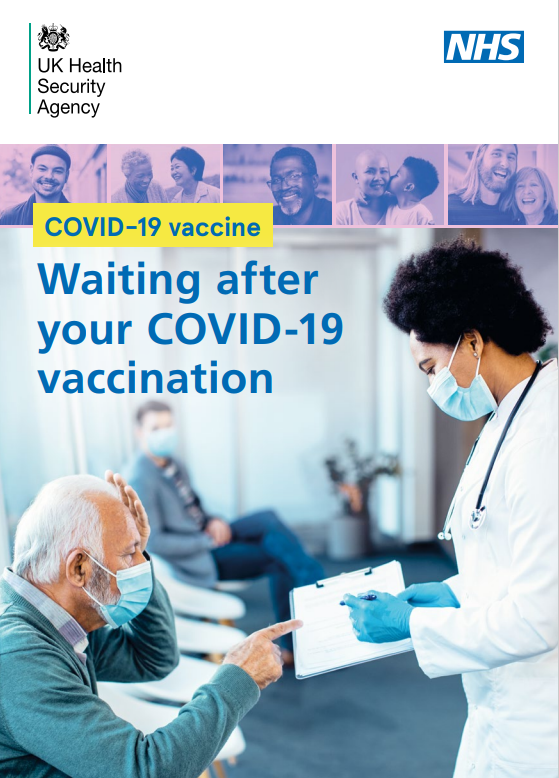 UK Health
Security
Agency
NHS
COVID-19 vaccine
Waiting after
your COVID-19
vaccination